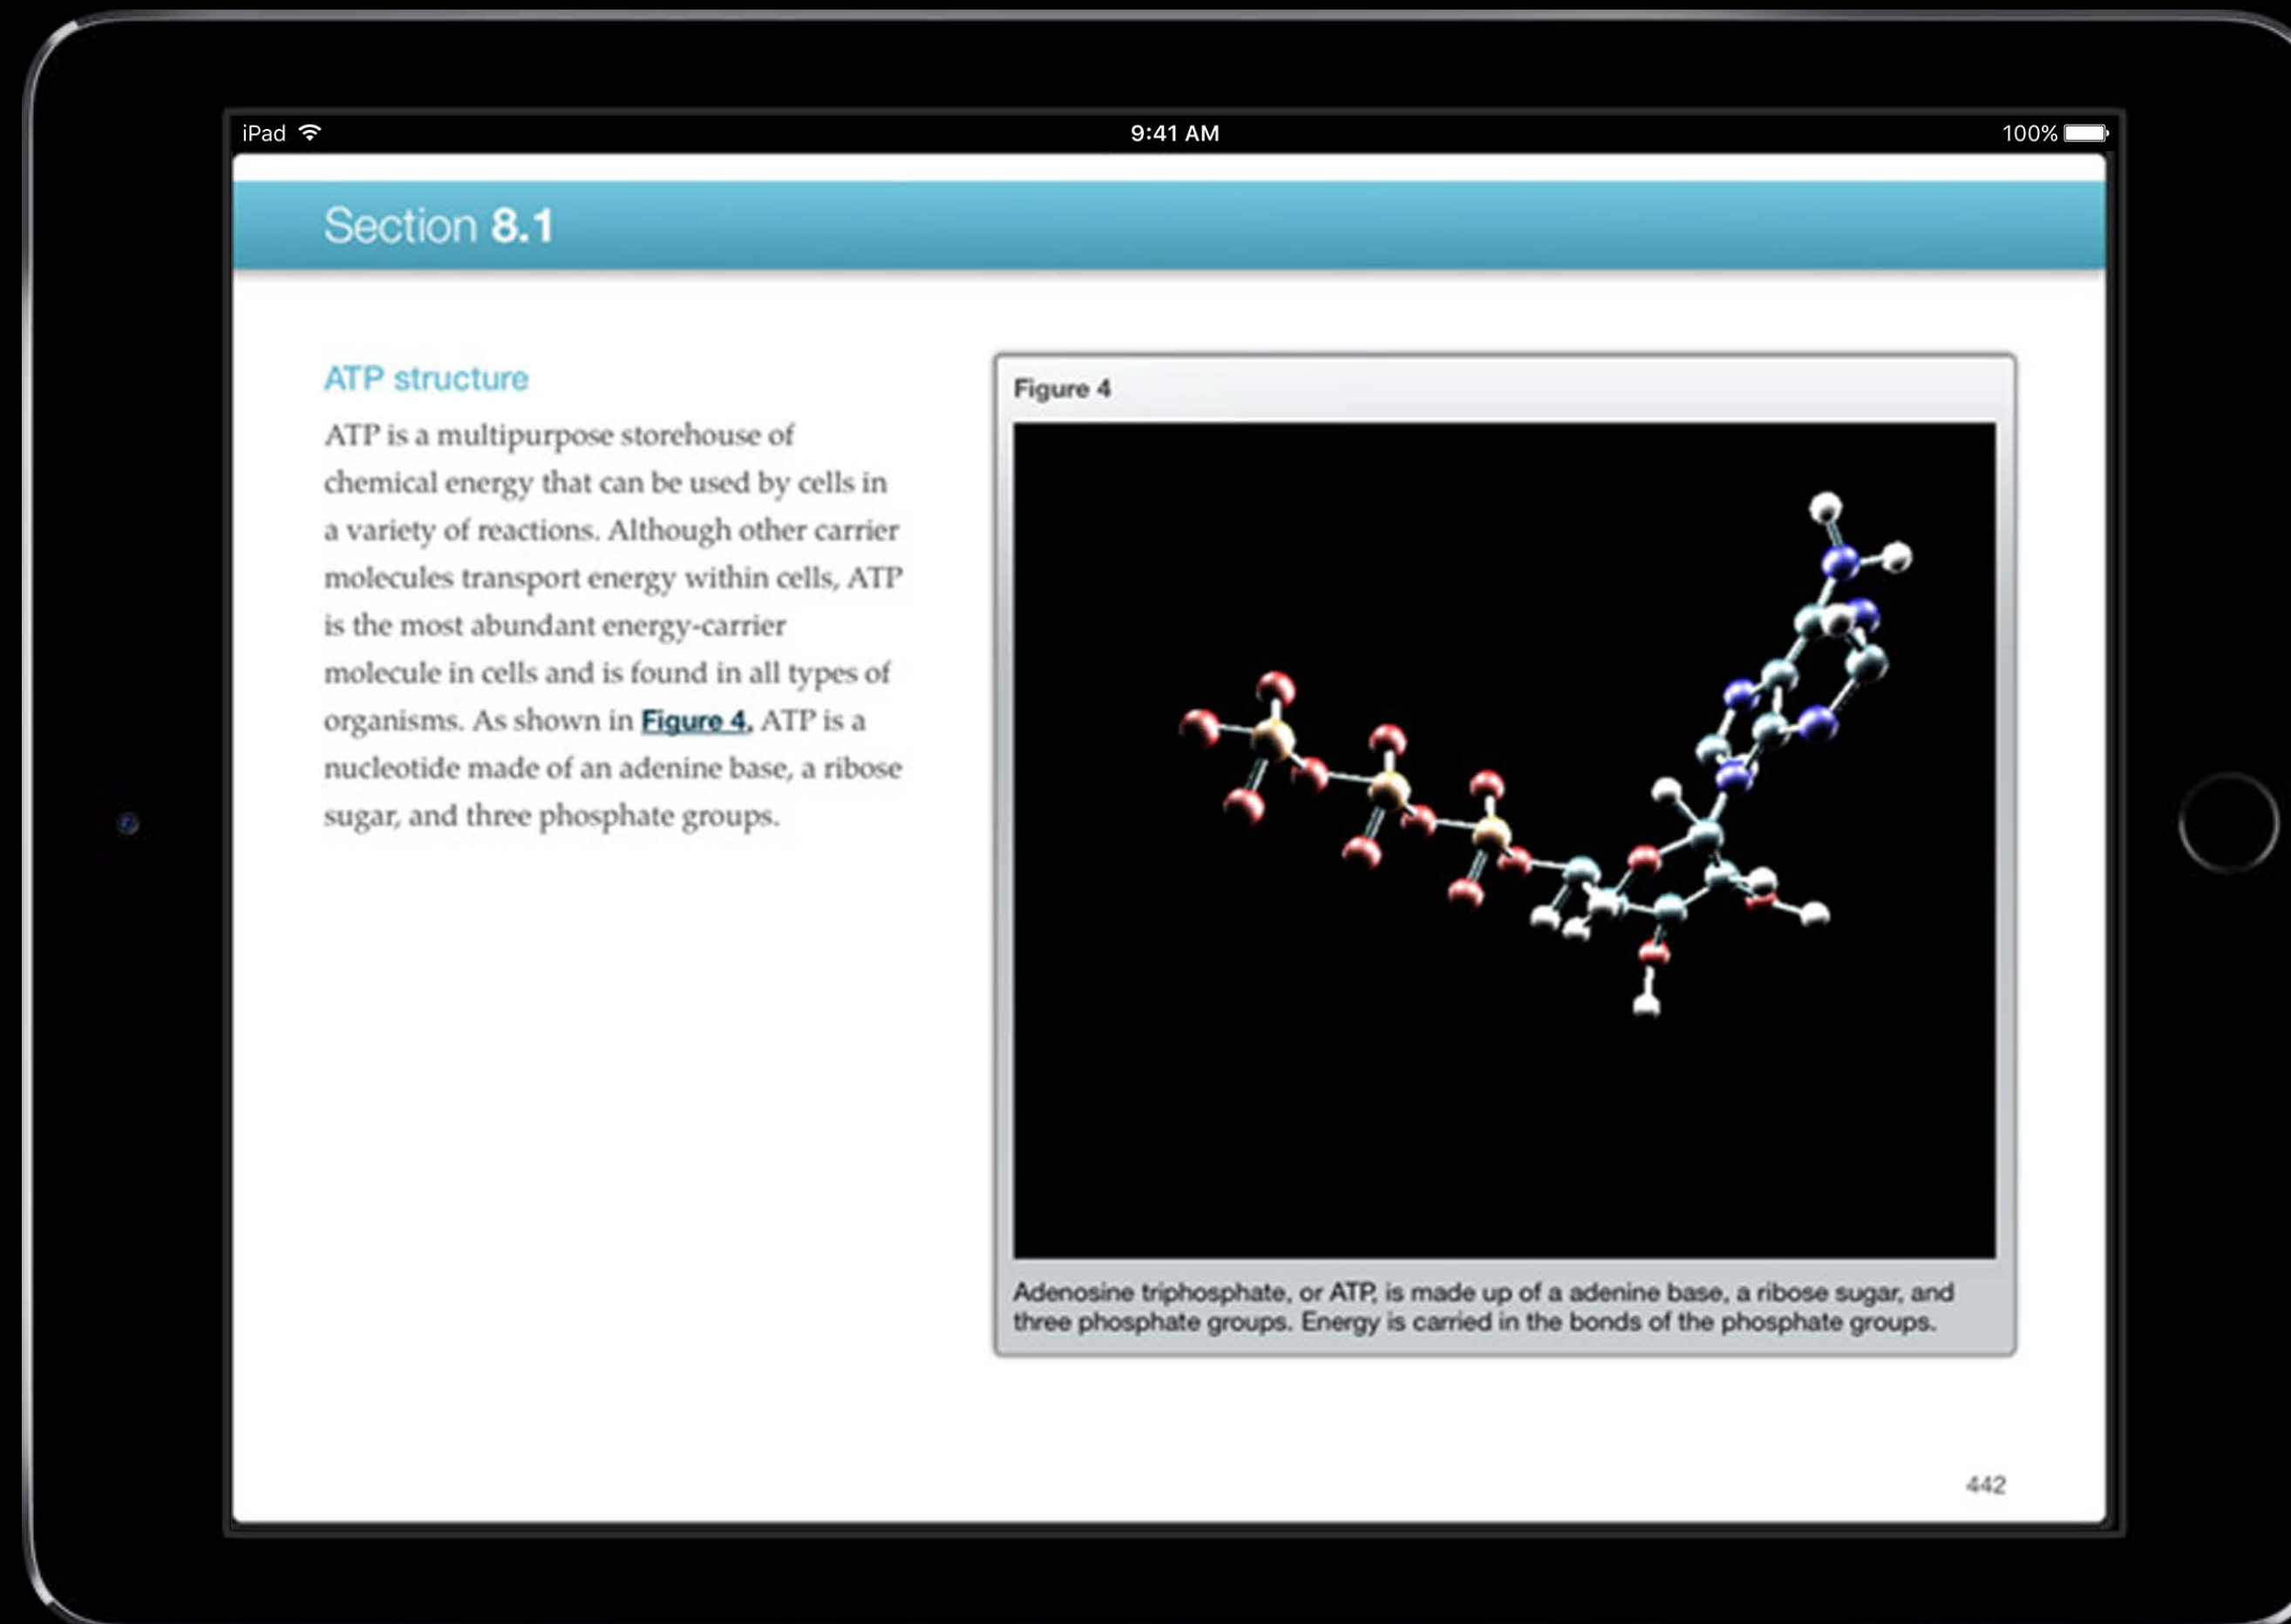 iPad
9:41 AM
100%
Section 8.1
ATP structure
ATP is a multipurpose storehouse of
chemical energy that can be used by cells in
a variety of reactions. Although other carrier
molecules transport energy within cells, ATP
is the most abundant energy-carrier
molecule in cells and is found in all types of
organisms. As shown in Figure 4, ATP is a
nucleotide made of an adenine base, a ribose
sugar, and three phosphate groups.
Figure 4
Adenosine triphosphate, or ATP, is made up of a adenine base, a ribose sugar, and
three phosphate groups. Energy is carried in the bonds of the phosphate groups.
442